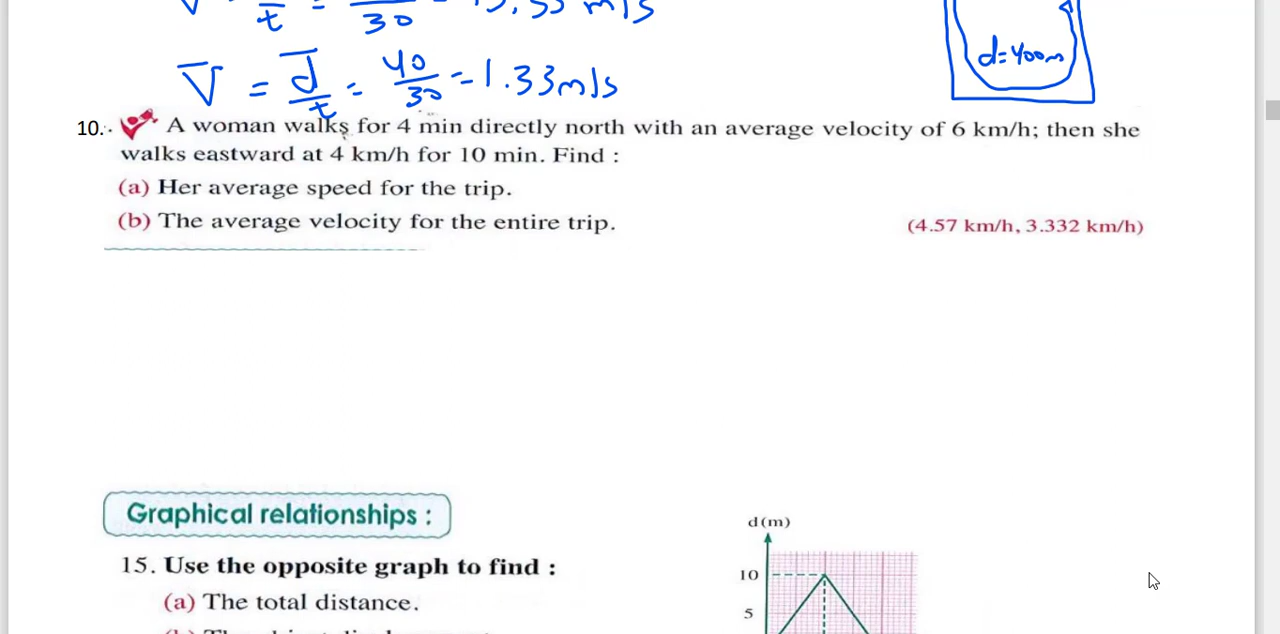 t = 30 = 13.33 m/s
V = d/t = 40/30 = 1.33m/s
d=400m
10. A woman walks for 4 min directly north with an average velocity of 6 km/h; then she
walks eastward at 4 km/h for 10 min. Find :
(a) Her average speed for the trip.
(b) The average velocity for the entire trip.
(4.57 km/h, 3.332 km/h)
Graphical relationships :
d(m)
15. Use the opposite graph to find :
10
(a) The total distance.
5